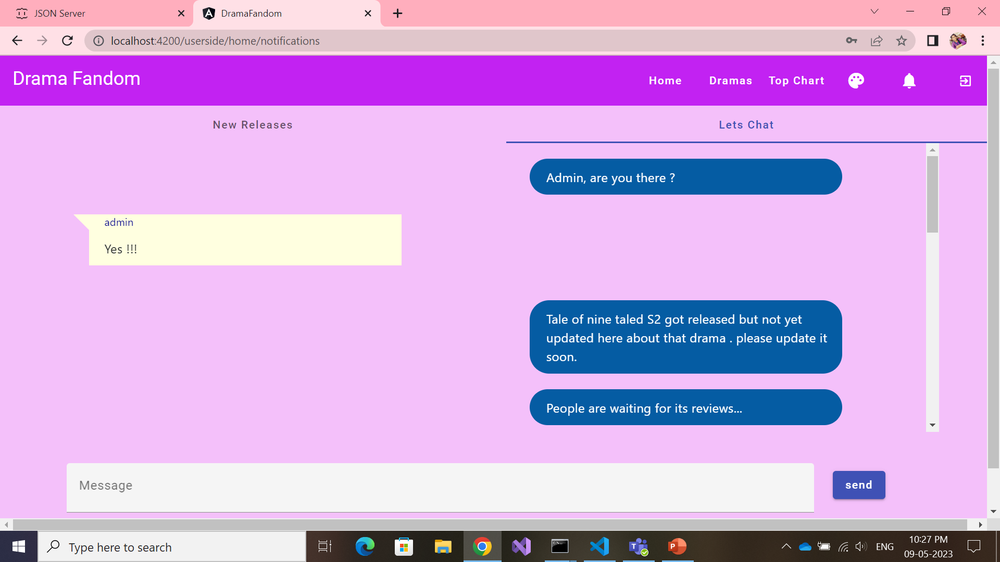 JSON Server
DramaFandom
localhost:4200/userside/home/notifications
Drama Fandom
Home
Dramas
Top Chart
New Releases
Lets Chat
Admin, are you there ?
admin
Yes !!!
Tale of nine taled S2 got released but not yet
updated here about that drama . please update it
soon.
People are waiting for its reviews...
Message
send
Type here to search
ENG
10:27 PM
09-05-2023